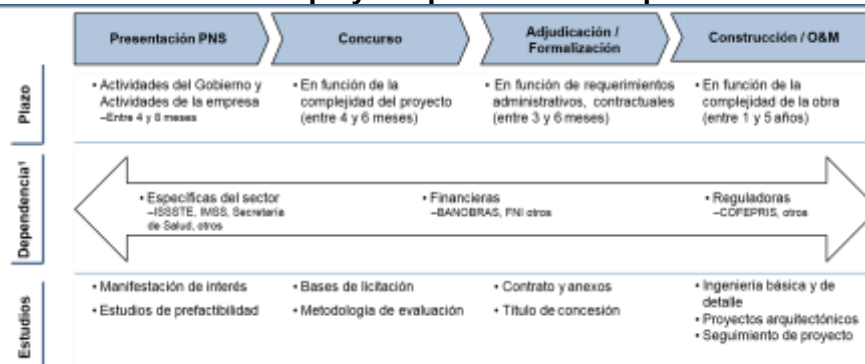 Presentación PNS
Concurso
Adjudicación /
Formalización
Construcción / O&M
Plazo
• Actividades del Gobierno y
Actividades de la empresa
–Entre 4 y 8 meses
• En función de la
complejidad del proyecto
(entre 4 y 6 meses)
• En función de requerimientos
administrativos, contractuales
(entre 3 y 6 meses)
• En función de la
complejidad de la obra
(entre 1 y 5 años)
Dependencia¹
• Específicas del sector
–ISSSTE, IMSS, Secretaría
de Salud, otros
• Financieras
–BANOBRAS, FNI otros
• Reguladoras
–COFEPRIS, otros
Estudios
• Manifestación de interés
• Estudios de prefactibilidad
• Bases de licitación
• Metodología de evaluación
• Contrato y anexos
• Título de concesión
• Ingeniería básica y de
detalle
• Proyectos arquitectónicos
• Seguimiento de proyecto